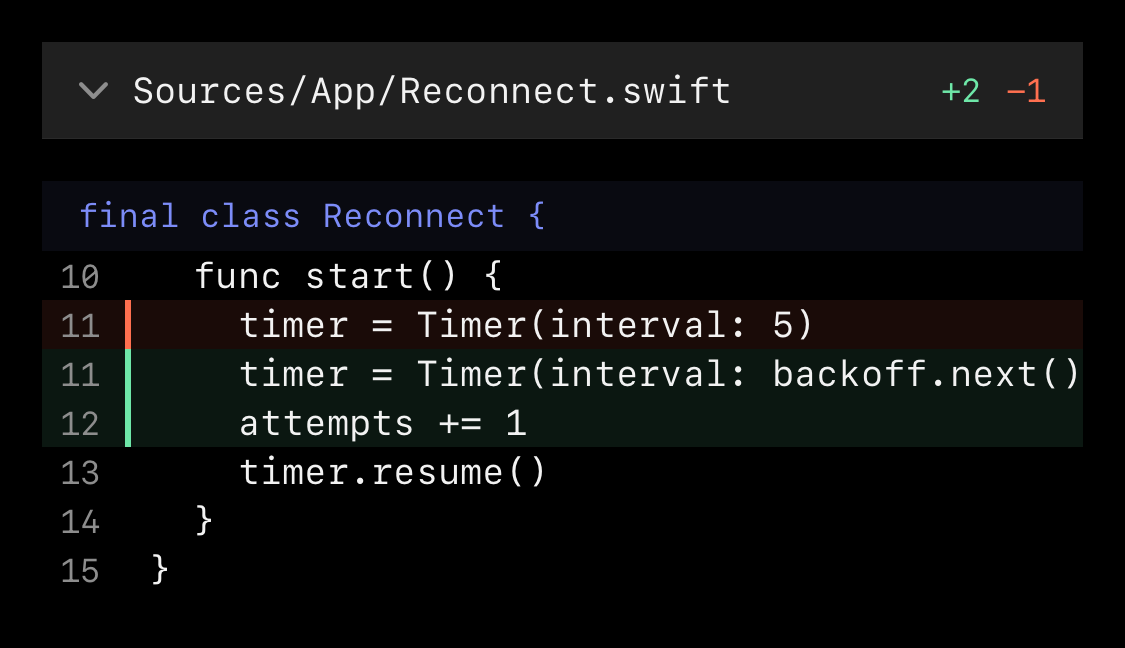 Sources/App/Reconnect.swift +2 −1
final class Reconnect {
10 func start() {
11 timer = Timer(interval: 5)
11 timer = Timer(interval: backoff.next()
12 attempts += 1
13 timer.resume()
14 }
15 }